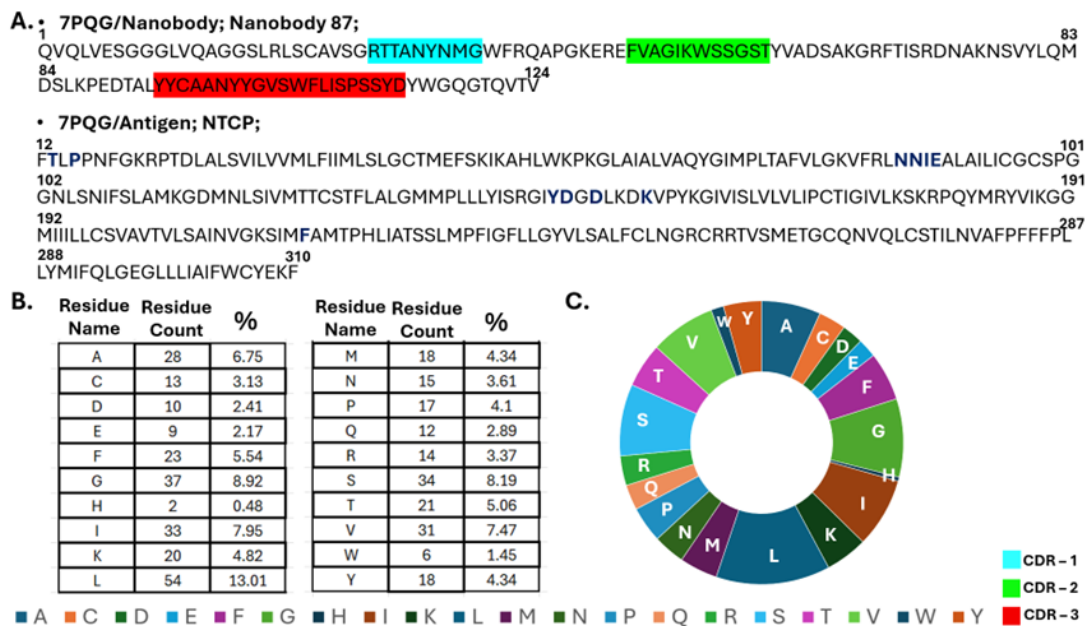 A. • 7PQG/Nanobody; Nanobody 87;
1 83
QVQLVESGGGLVQAGGSLRLSCAVSGRTTANYNMGWFRQAPGKEREFVAGIKWSSGSTYVADSAKGRFTISRDNAKNSVYLQM
84 124
DSLKPEDTALYYCAANYYGVSWFLISPSSYDYWGQGTQVTV
• 7PQG/Antigen; NTCP;
12 101
FTLPPNFGKRPTDLALSVILVVMLFIIMLSLGCTMEFSKIKAHLWKPKGLAIALVAQYGIMPLTAFVLGKVFRLNNIEALAILICGCSPG
102 191
GNLSNIFSLAMKGDMNLSIVMTTCSTFLALGMMPLLLYISRGIYDGDLKDKVPYKGIVISLVLVLIPCTIGIVLKSKRPQYMRYVIKGG
192 287
MIIILLCSVAVTVLSAINVGKSIMFAMTPHLIATSSLMPFIGFLLGYVLSALFCLNGRCRRTVSMETGCQNVQLCSTILNVAFPFFFPL
288 310
LYMIFQLGEGLLLIAIFWCYEKF
B. Residue Name Residue Count % Residue Name Residue Count %
A 28 6.75 M 18 4.34
C 13 3.13 N 15 3.61
D 10 2.41 P 17 4.1
E 9 2.17 Q 12 2.89
F 23 5.54 R 14 3.37
G 37 8.92 S 34 8.19
H 2 0.48 T 21 5.06
I 33 7.95 V 31 7.47
K 20 4.82 W 6 1.45
L 54 13.01 Y 18 4.34
C.
A
C
D
E
F
G
H
I
K
L
M
N
P
Q
R
S
T
V
W
Y
CDR – 1
CDR – 2
CDR – 3
A C D E F G H I K L M N P Q R S T V W Y